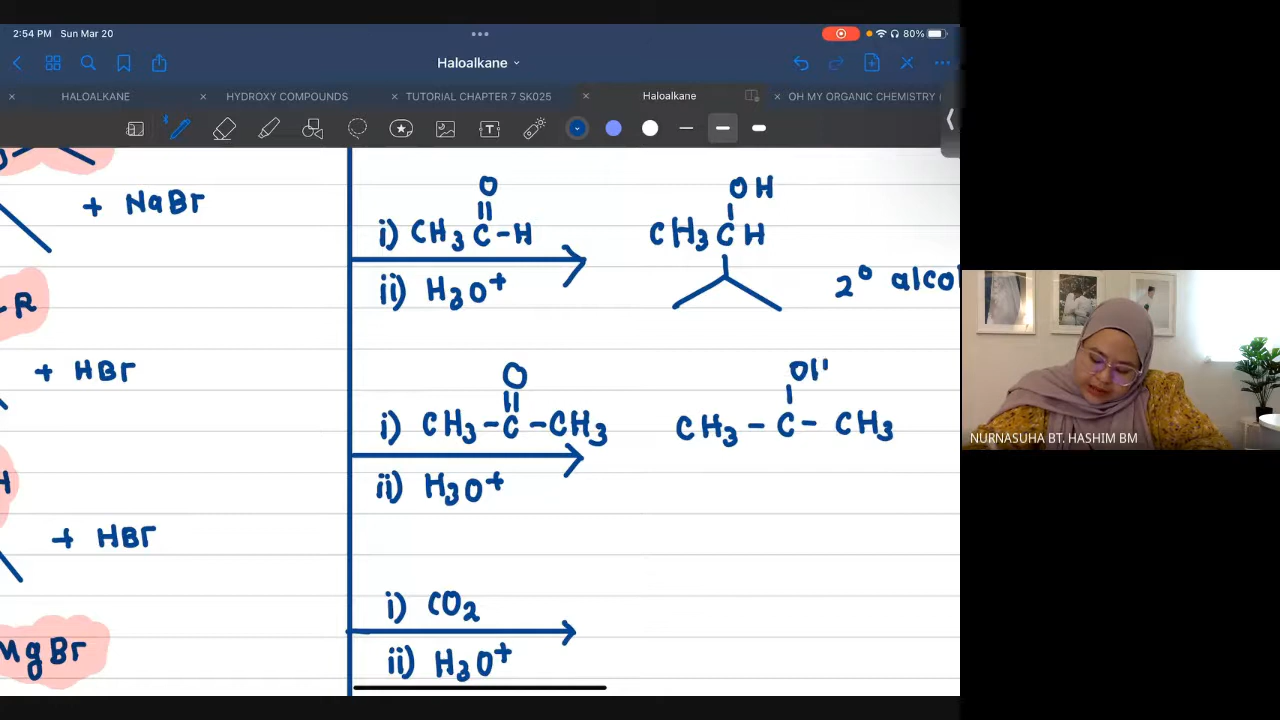 2:54 PM Sun Mar 20
80%
Haloalkane
HALOALKANE
HYDROXY COMPOUNDS
TUTORIAL CHAPTER 7 SK025
Haloalkane
OH MY ORGANIC CHEMISTRY (
+ NaBr
R
+ HBr
H
+ HBr
MgBr
O
i) CH₃C-H
ii) H₃O⁺
OH
CH₃CH
2° alco
O
i) CH₃-C-CH₃
ii) H₃O⁺
CH₃-C-CH₃
i) CO₂
ii) H₃O⁺
NURNASUHA BT. HASHIM BM